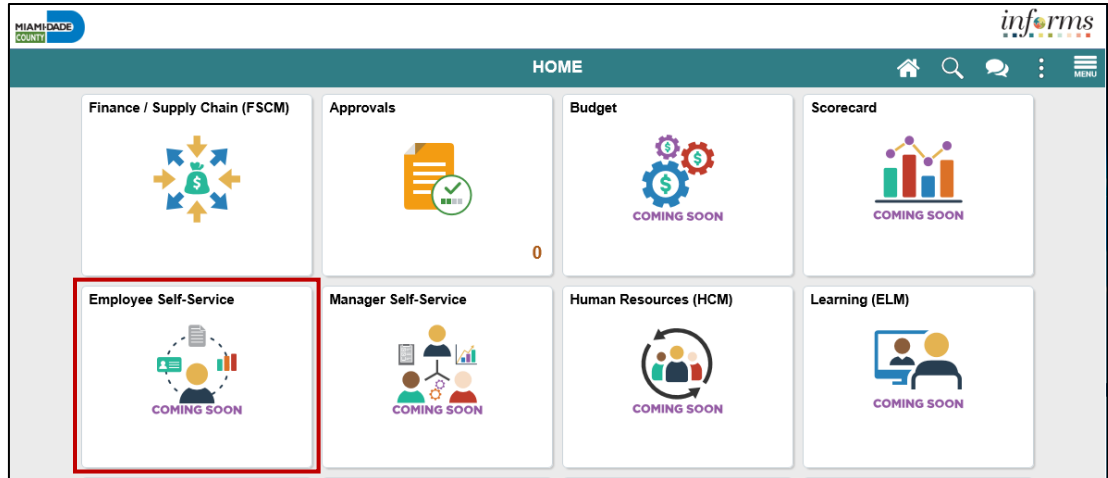 MIAMI-DADE
COUNTY
informs
HOME
MENU
Finance / Supply Chain (FSCM)
Approvals
Budget
Scorecard
$
$
$
$
COMING SOON
COMING SOON
0
Employee Self-Service
Manager Self-Service
Human Resources (HCM)
Learning (ELM)
COMING SOON
COMING SOON
COMING SOON
COMING SOON